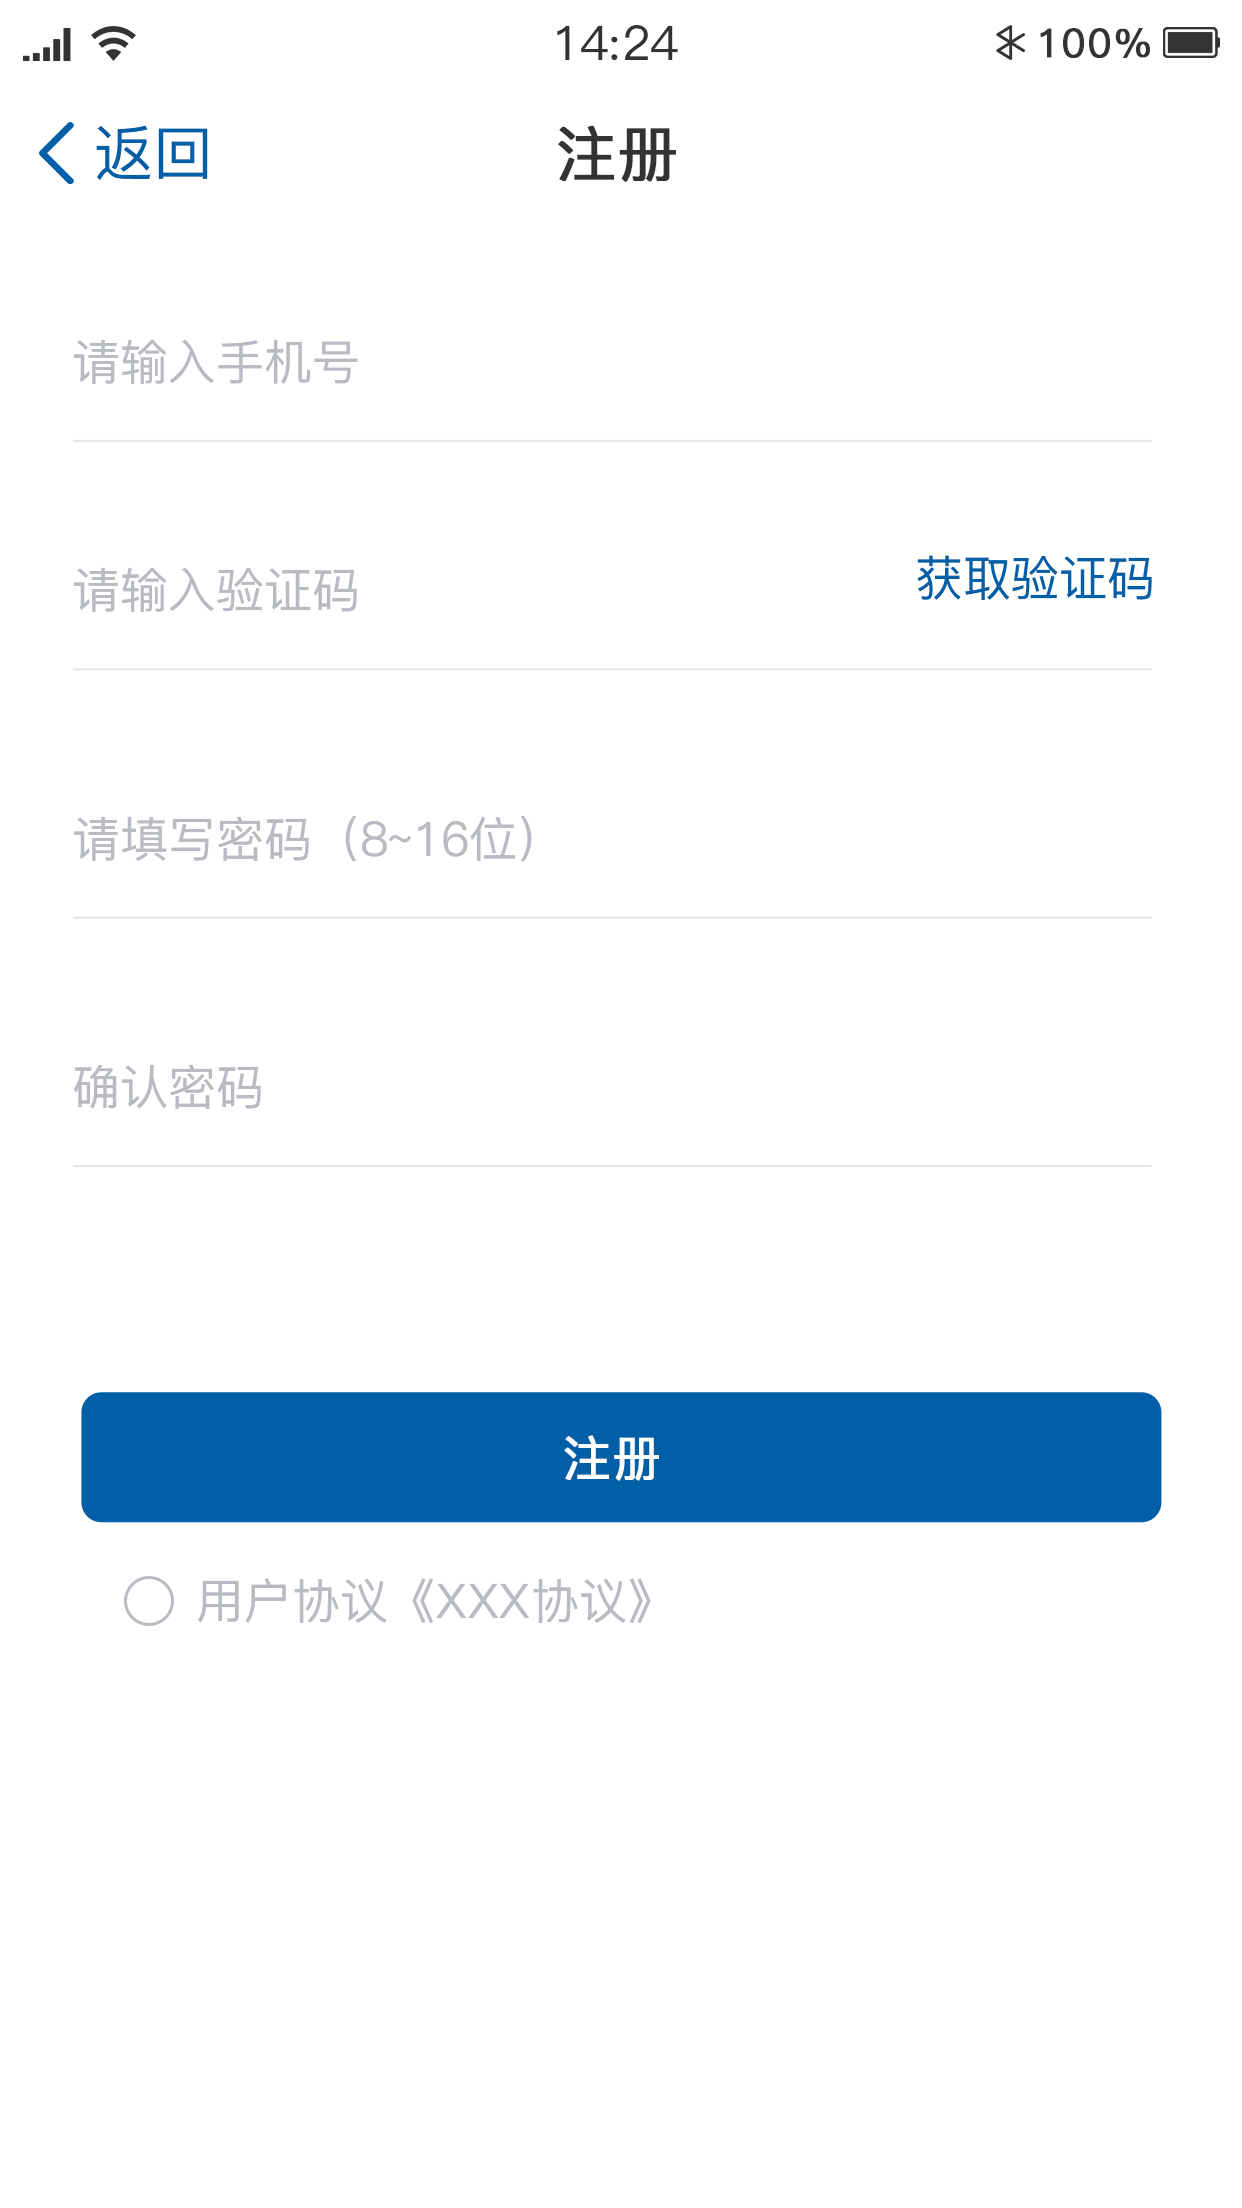 14:24 100%
返回 注册
请输入手机号
请输入验证码 获取验证码
请填写密码（8~16位）
确认密码
注册
用户协议《XXX协议》